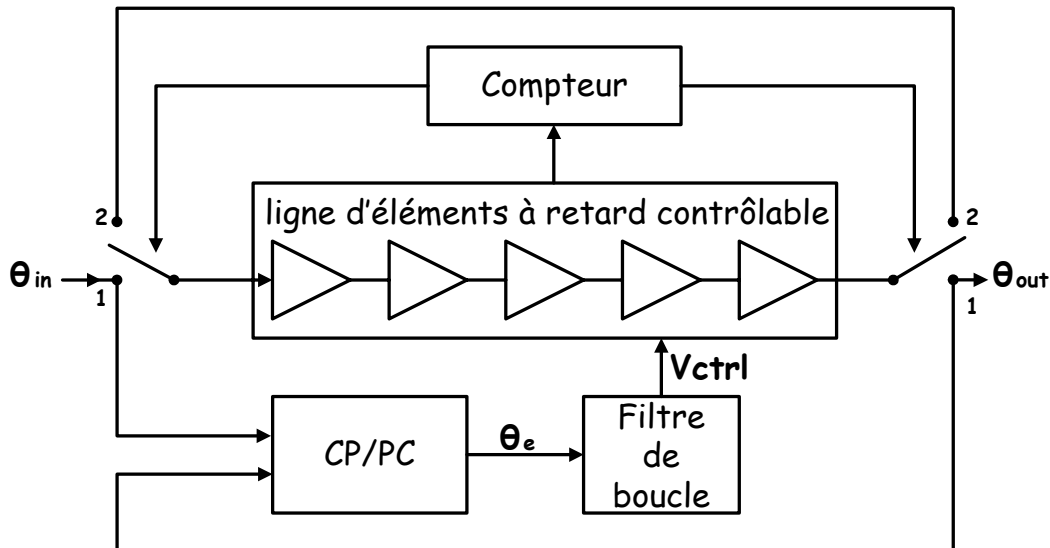 Compteur
2
ligne d'éléments à retard contrôlable
2
θin
1
θout
1
Vctrl
CP/PC
θe
Filtre
de
boucle